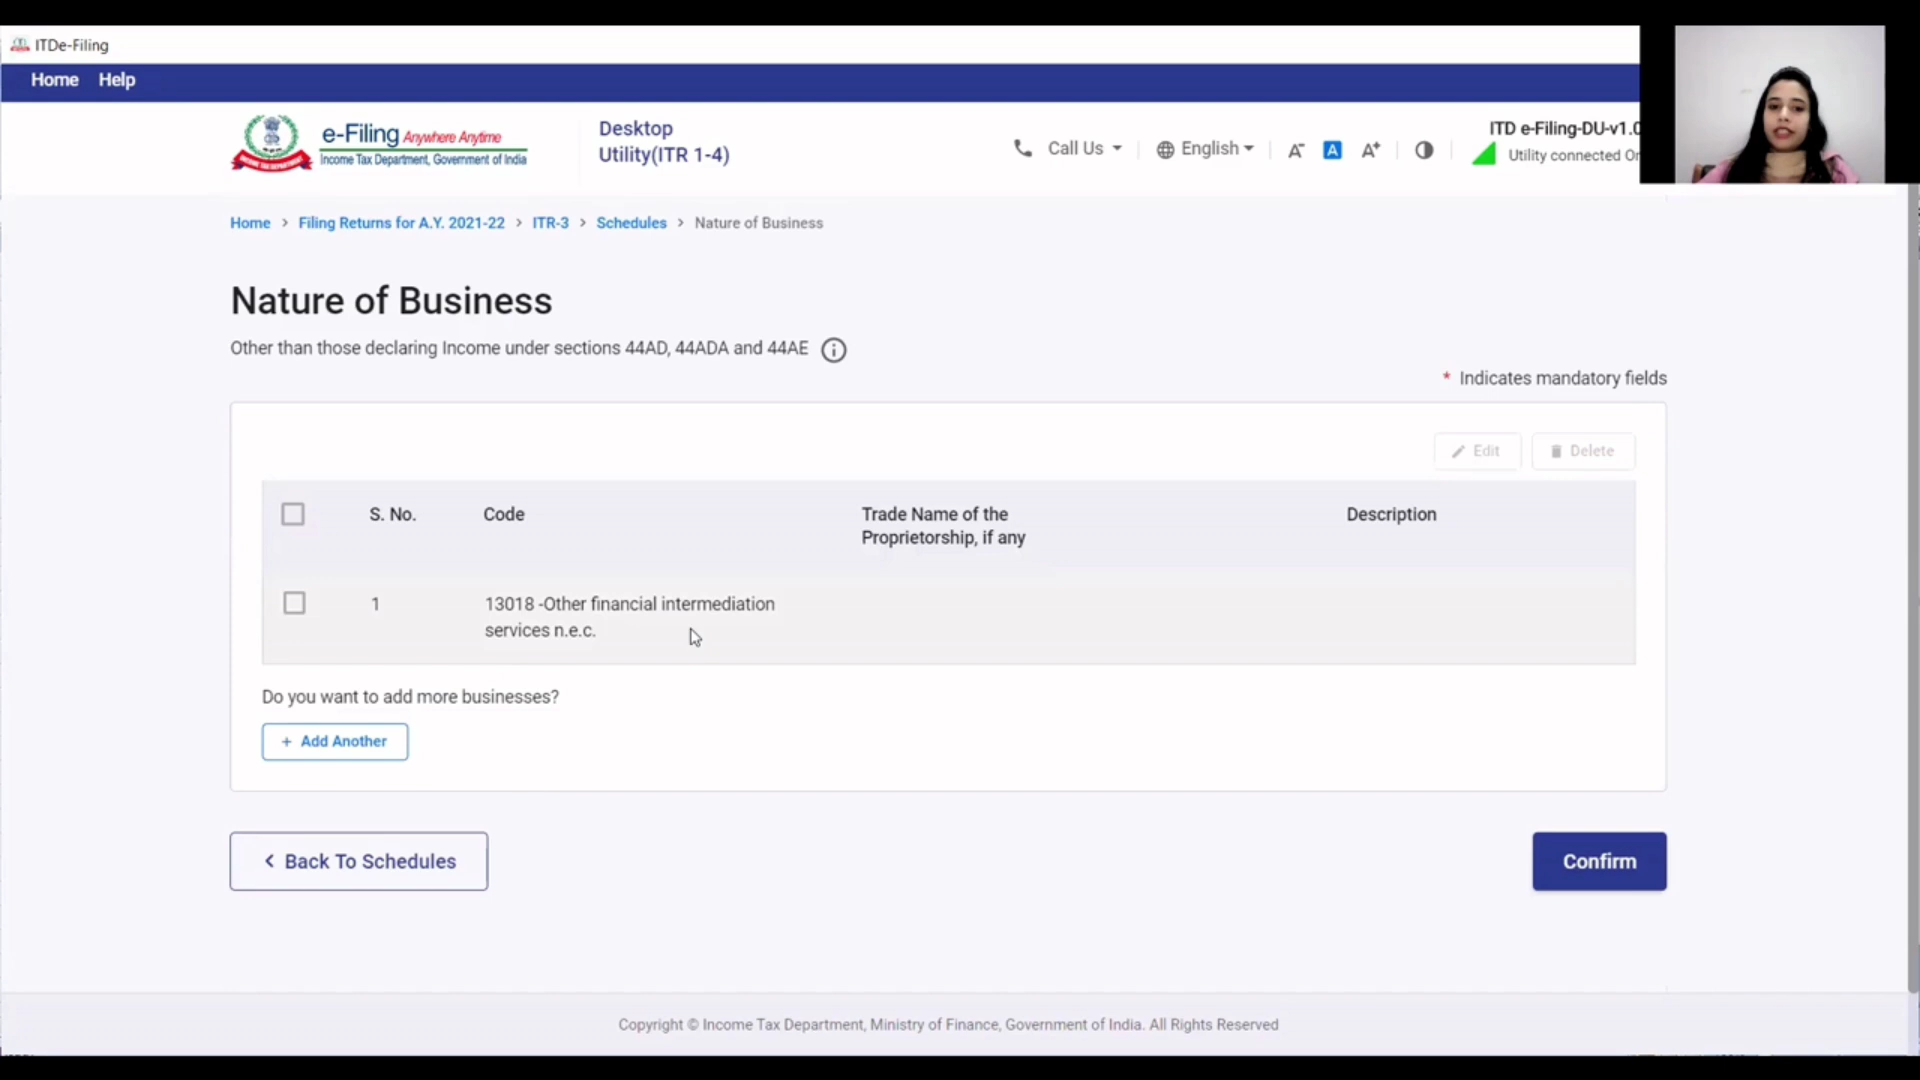 ITDe-Filing
Home Help
e-Filing Anywhere Anytime
Income Tax Department, Government of India
Desktop
Utility(ITR 1-4)
Call Us
English
A-
A
A+
ITD e-Filing-DU-v1.0
Utility connected
Home > Filing Returns for A.Y. 2021-22 > ITR-3 > Schedules > Nature of Business
Nature of Business
Other than those declaring Income under sections 44AD, 44ADA and 44AE
* Indicates mandatory fields
Edit
Delete
S. No.
Code
Trade Name of the
Proprietorship, if any
Description
1
13018 -Other financial intermediation
services n.e.c.
Do you want to add more businesses?
+ Add Another
< Back To Schedules
Confirm
Copyright © Income Tax Department, Ministry of Finance, Government of India. All Rights Reserved